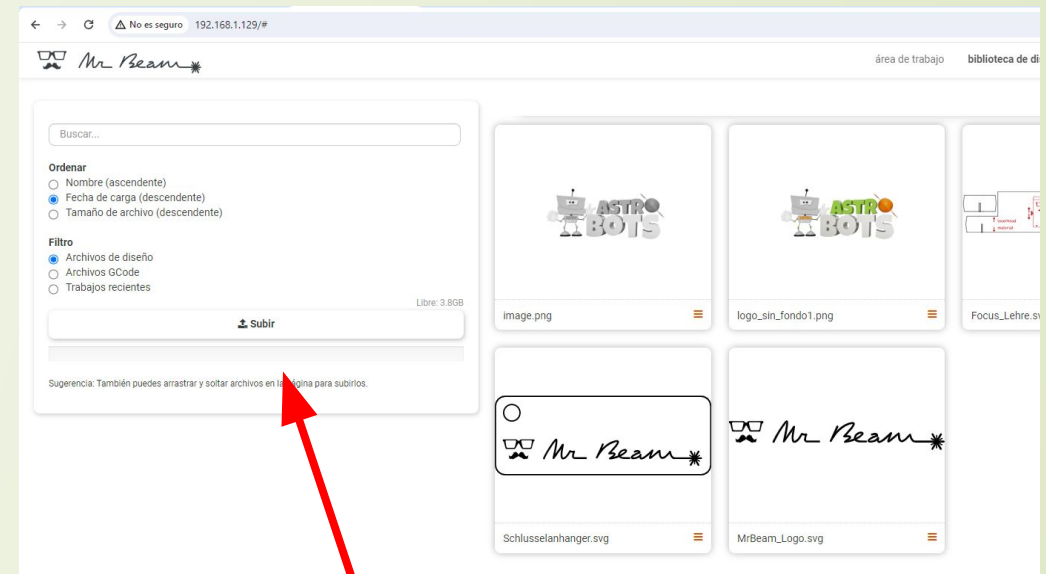 No es seguro 192.168.1.129/#
Mr Beam
área de trabajo biblioteca de
Buscar...
Ordenar
Nombre (ascendente)
Fecha de carga (descendente)
Tamaño de archivo (descendente)
Filtro
Archivos de diseño
Archivos GCode
Trabajos recientes
Libre: 3.8GB
Subir
Sugerencia: También puedes arrastrar y soltar archivos en la página para subirlos.
ASTRO
BOTS
image.png
ASTRO
BOTS
logo_sin_fondo1.png
Focus_Lehre.sv
Mr Beam
Schlusselanhanger.svg
Mr Beam
MrBeam_Logo.svg